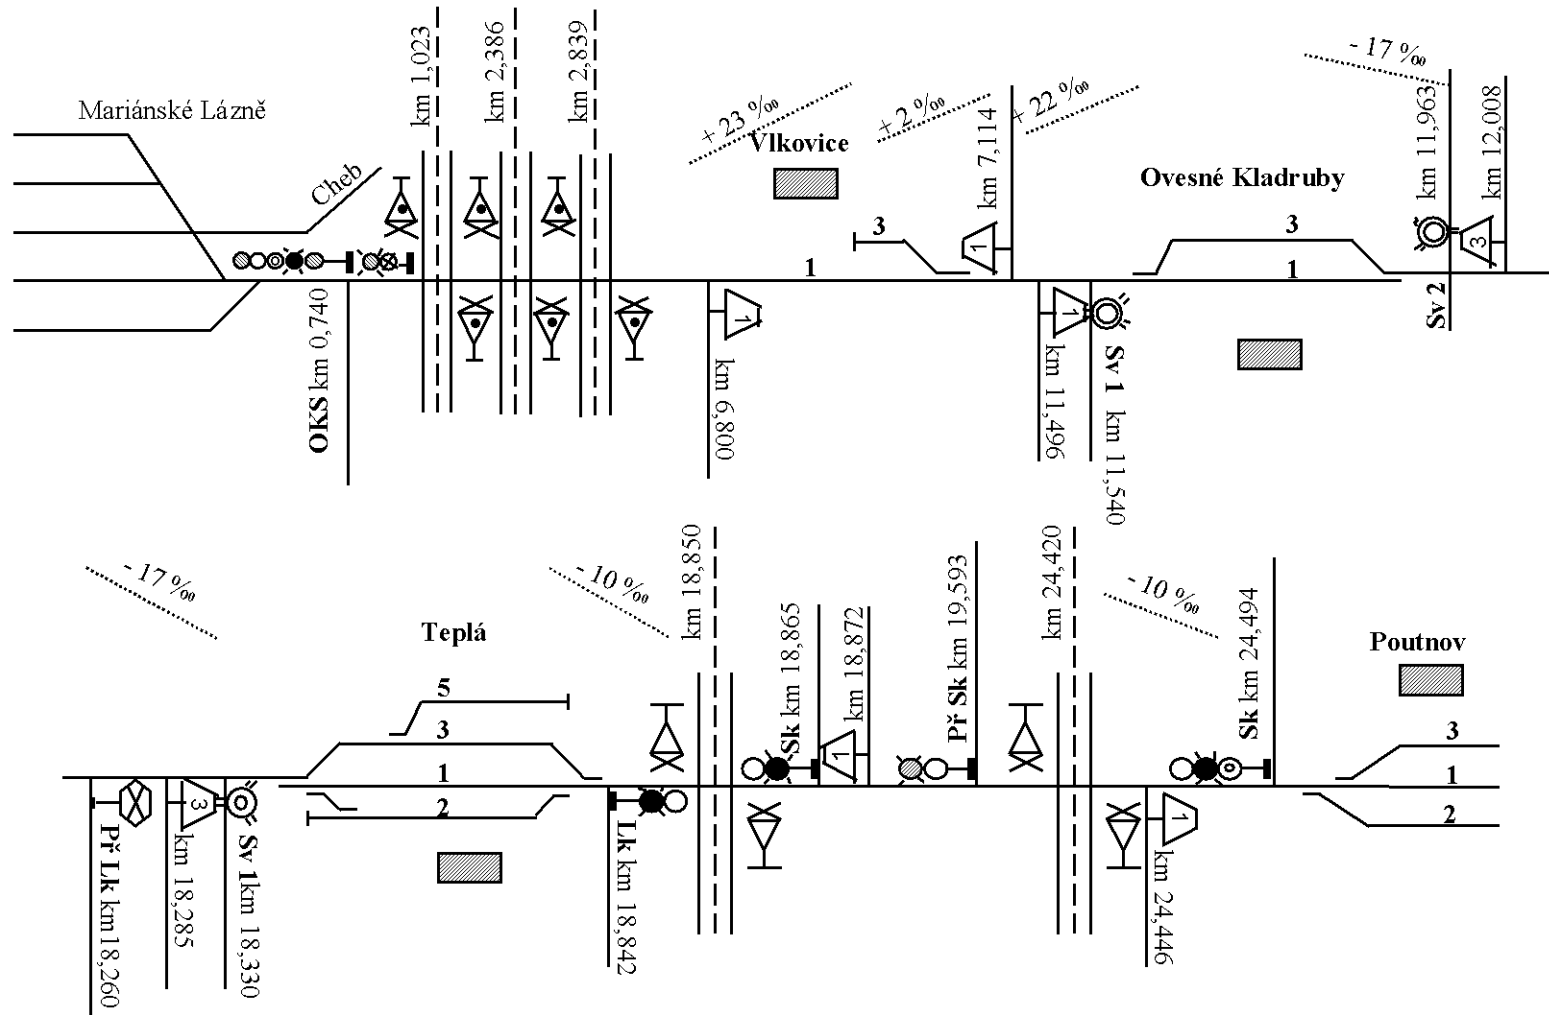 km 1,023
km 2,386
km 2,839
- 17 ‰
Mariánské Lázně
Cheb
+ 23 ‰
Vlkovice
+ 2 ‰
km 7,114
+ 22 ‰
Ovesné Kladruby
km 11,963
km 12,008
3
1
1
3
1
3
OKS km 0,740
1
km 6,800
1
km 11,496
Sv 1 km 11,540
Sv 2
- 17 ‰
Teplá
- 10 ‰
km 18,850
Sk km 18,865
km 18,872
Př Sk km 19,593
km 24,420
- 10 ‰
Sk km 24,494
Poutnov
5
3
1
2
1
3
1
2
Př Lk km18,260
3
km 18,285
Sv 1km 18,330
Lk km 18,842
1
km 24,446